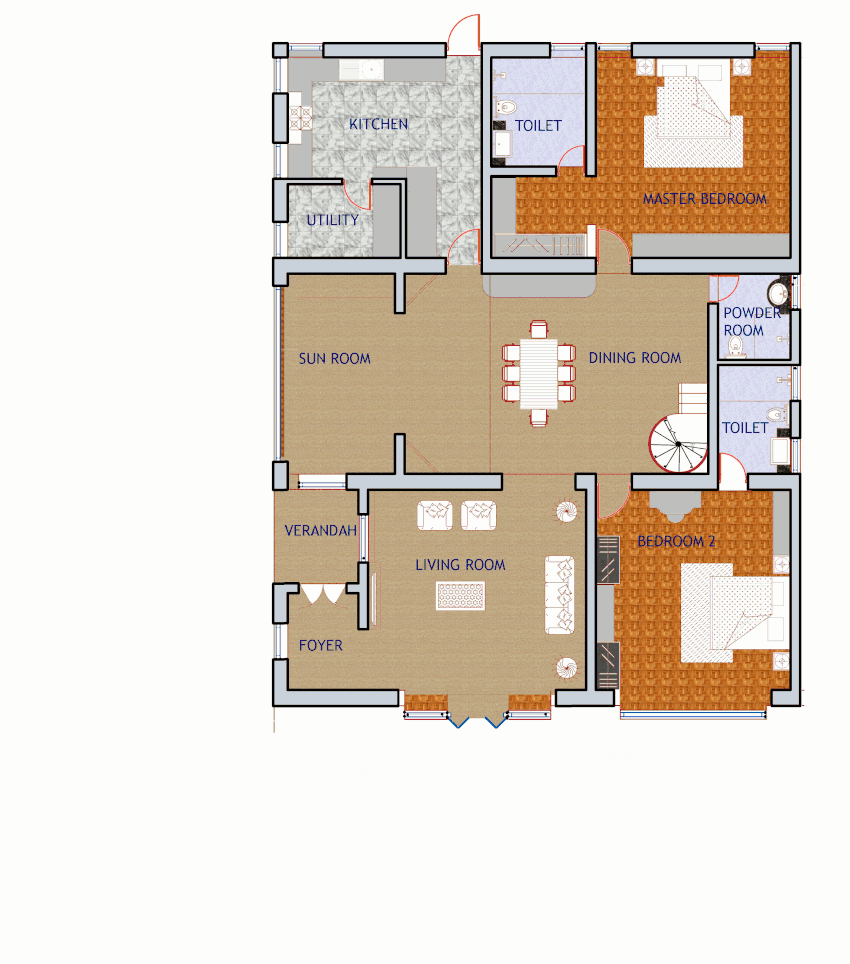 KITCHEN
TOILET
MASTER BEDROOM
UTILITY
POWDER
ROOM
SUN ROOM
DINING ROOM
TOILET
VERANDAH
BEDROOM 2
LIVING ROOM
FOYER